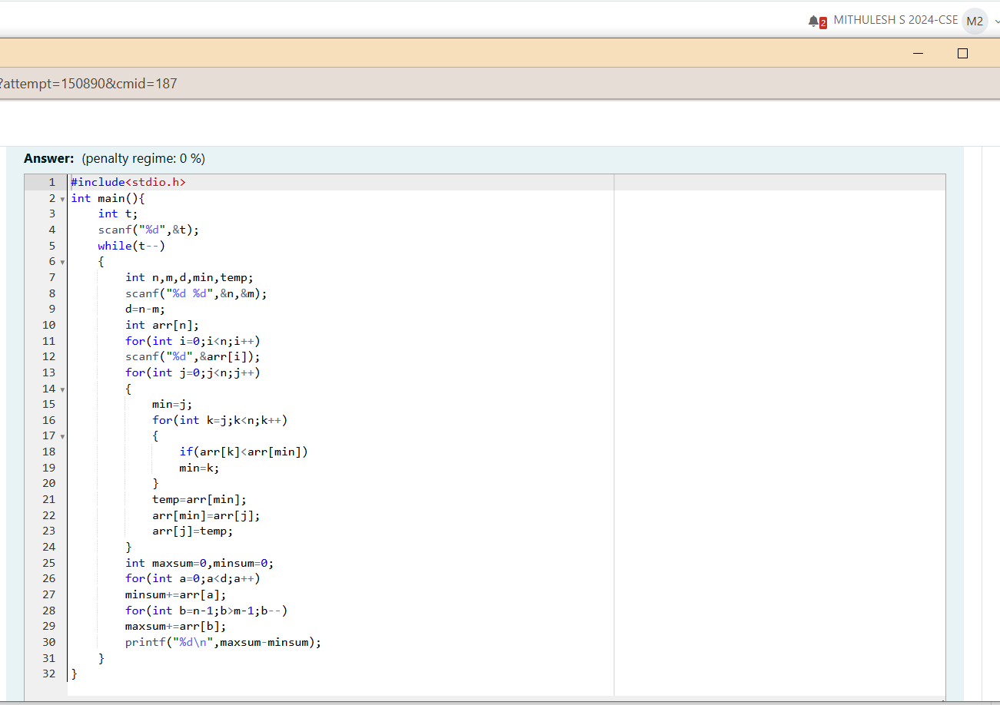 2 MITHULESH S 2024-CSE M2
?attempt=150890&cmid=187
Answer: (penalty regime: 0 %)
1 #include<stdio.h>
2 int main(){
3     int t;
4     scanf("%d",&t);
5     while(t--)
6     {
7         int n,m,d,min,temp;
8         scanf("%d %d",&n,&m);
9         d=n-m;
10         int arr[n];
11         for(int i=0;i<n;i++)
12         scanf("%d",&arr[i]);
13         for(int j=0;j<n;j++)
14         {
15             min=j;
16             for(int k=j;k<n;k++)
17             {
18                 if(arr[k]<arr[min])
19                 min=k;
20             }
21             temp=arr[min];
22             arr[min]=arr[j];
23             arr[j]=temp;
24         }
25         int maxsum=0,minsum=0;
26         for(int a=0;a<d;a++)
27         minsum+=arr[a];
28         for(int b=n-1;b>m-1;b--)
29         maxsum+=arr[b];
30         printf("%d\n",maxsum-minsum);
31     }
32 }